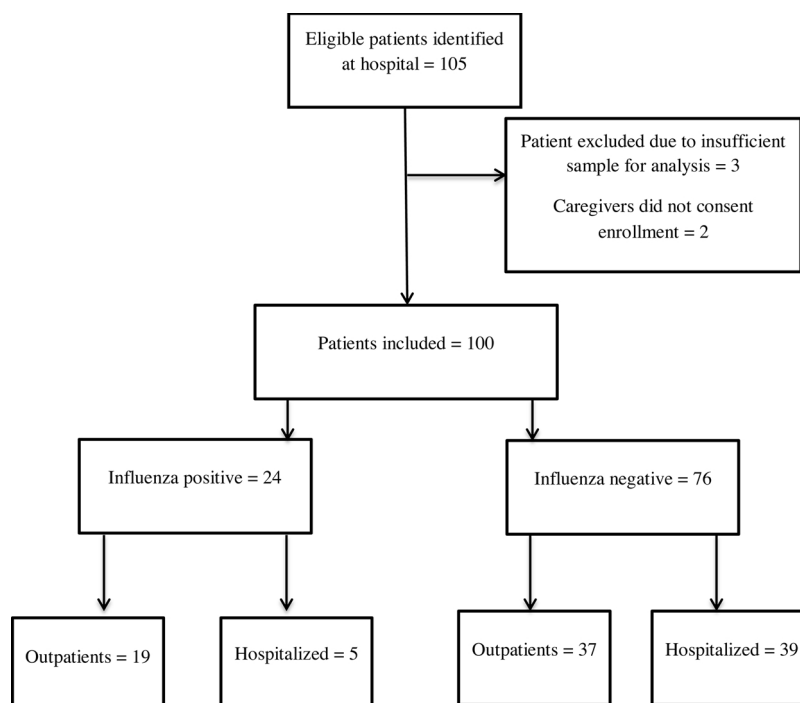 Eligible patients identified
at hospital = 105
Patient excluded due to insufficient
sample for analysis = 3
Caregivers did not consent
enrollment = 2
Patients included = 100
Influenza positive = 24
Influenza negative = 76
Outpatients = 19
Hospitalized = 5
Outpatients = 37
Hospitalized = 39